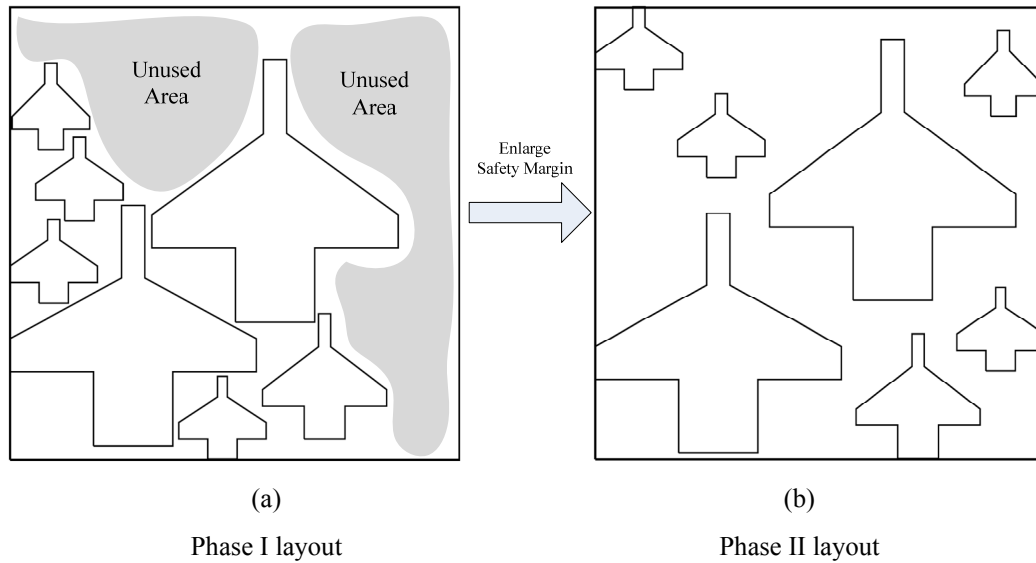 Unused
Area
Unused
Area
Enlarge
Safety Margin
(a)
(b)
Phase I layout
Phase II layout